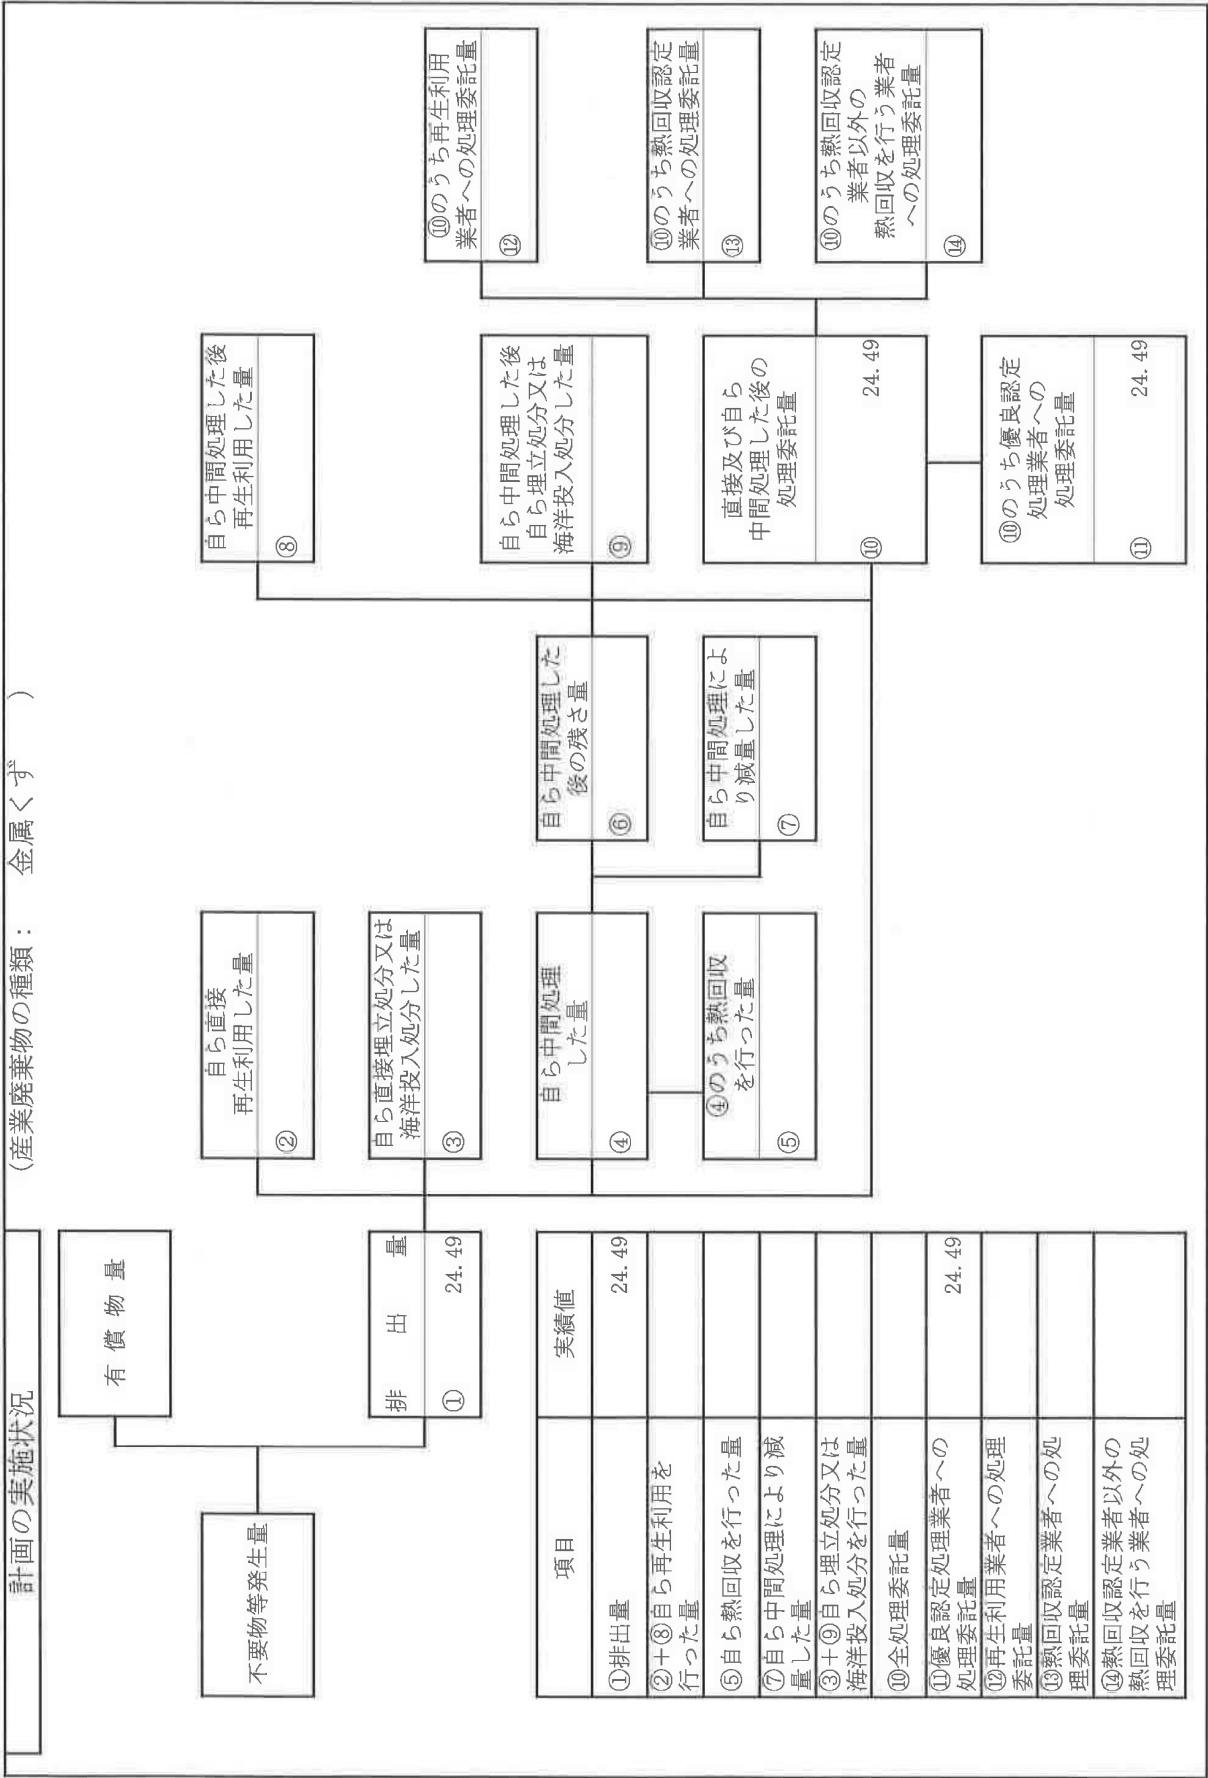 計画の実施状況
(産業廃棄物の種類： 金属くず )
有償物量
不要物等発生量
排出量
① 24.49
自ら直接
再生利用した量
②
自ら直接埋立処分又は
海洋投入処分した量
③
自ら中間処理
した量
④
④のうち熱回収
を行った量
⑤
自ら中間処理した
後の残さ量
⑥
自ら中間処理によ
り減量した量
⑦
自ら中間処理した後
再生利用した量
⑧
自ら中間処理した後
自ら埋立処分又は
海洋投入処分した量
⑨
直接及び自ら
中間処理した後の
処理委託量
⑩ 24.49
⑩のうち優良認定
処理業者への
処理委託量
⑪ 24.49
⑩のうち再生利用
業者への処理委託量
⑫
⑩のうち熱回収認定
業者への処理委託量
⑬
⑩のうち熱回収認定
業者以外の
熱回収を行う業者
への処理委託量
⑭
項目 実績値
①排出量 24.49
②＋⑧自ら再生利用を
行った量
⑤自ら熱回収を行った量
⑦自ら中間処理により減
量した量
③＋⑨自ら埋立処分又は
海洋投入処分を行った量
⑩全処理委託量
⑪優良認定処理業者への
処理委託量 24.49
⑫再生利用業者への処理
委託量
⑬熱回収認定業者への処
理委託量
⑭熱回収認定業者以外の
熱回収を行う業者への処
理委託量